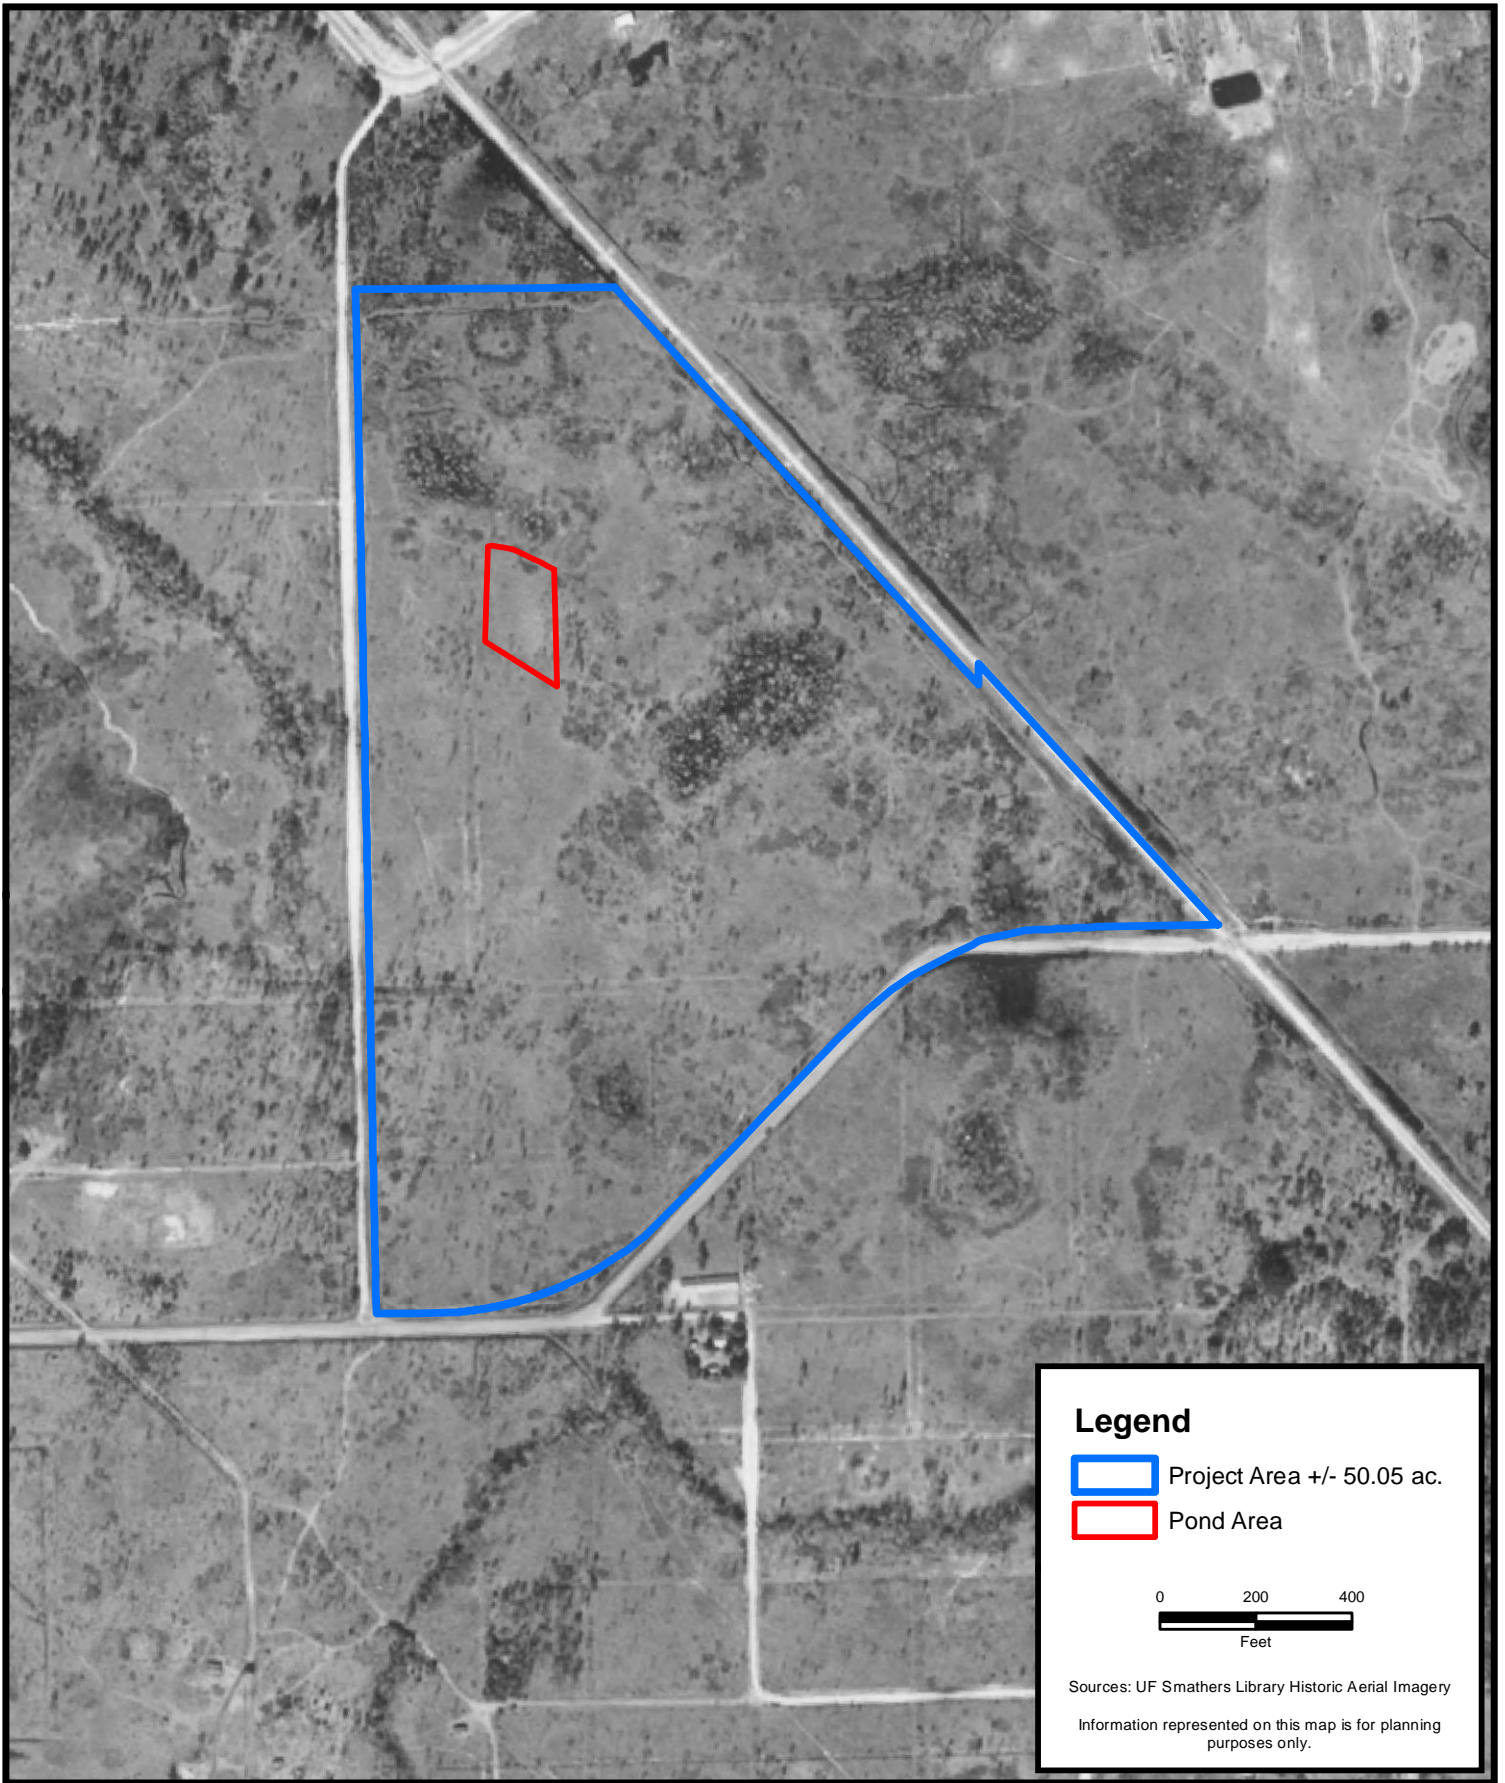 Legend
Project Area +/- 50.05 ac.
Pond Area
0 200 400
Feet
Sources: UF Smathers Library Historic Aerial Imagery
Information represented on this map is for planning
purposes only.